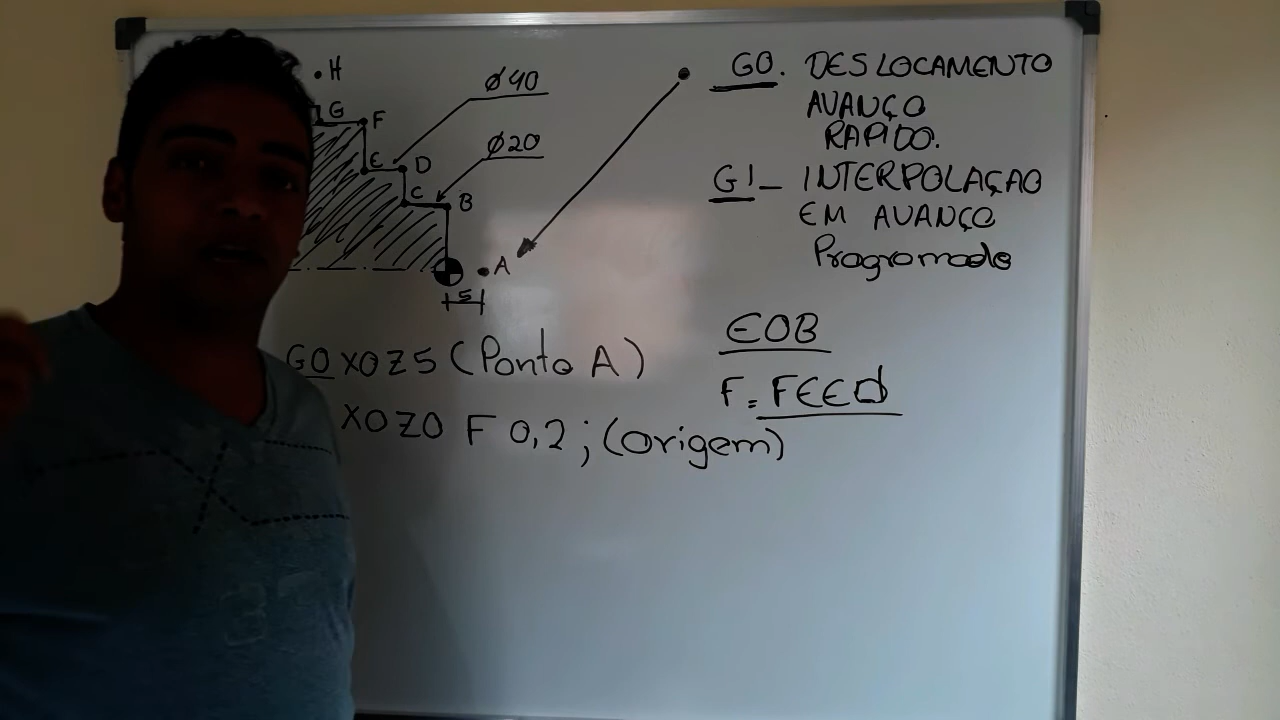 H
G
F
E
D
C
B
A
ø40
ø20
5
G0. DESLOCAMENTO
AVANÇO
RAPIDO.
G1_ INTERPOLAÇAO
EM AVANÇO
Programado
G0 X0 Z5 (Ponto A)
X0 Z0 F 0,2 ; (origem)
EOB
F. FEED